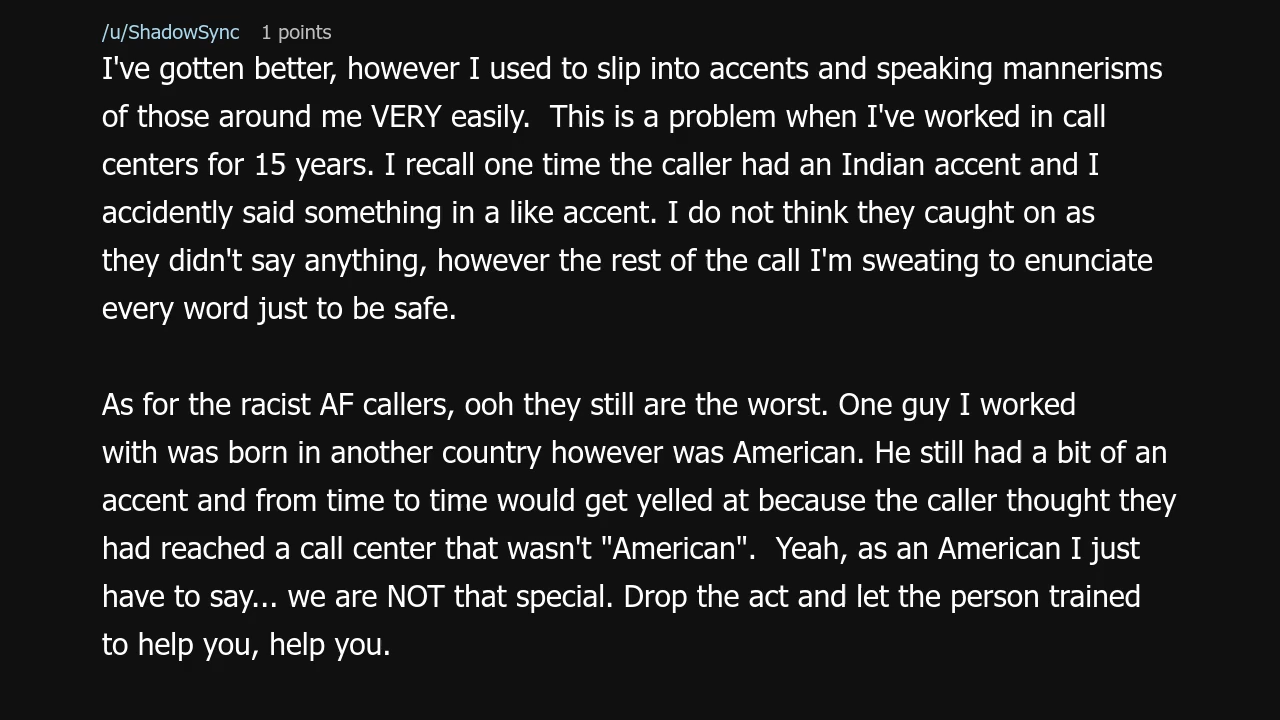 /u/ShadowSync 1 points
I've gotten better, however I used to slip into accents and speaking mannerisms
of those around me VERY easily.  This is a problem when I've worked in call
centers for 15 years. I recall one time the caller had an Indian accent and I
accidently said something in a like accent. I do not think they caught on as
they didn't say anything, however the rest of the call I'm sweating to enunciate
every word just to be safe.
As for the racist AF callers, ooh they still are the worst. One guy I worked
with was born in another country however was American. He still had a bit of an
accent and from time to time would get yelled at because the caller thought they
had reached a call center that wasn't "American".  Yeah, as an American I just
have to say... we are NOT that special. Drop the act and let the person trained
to help you, help you.